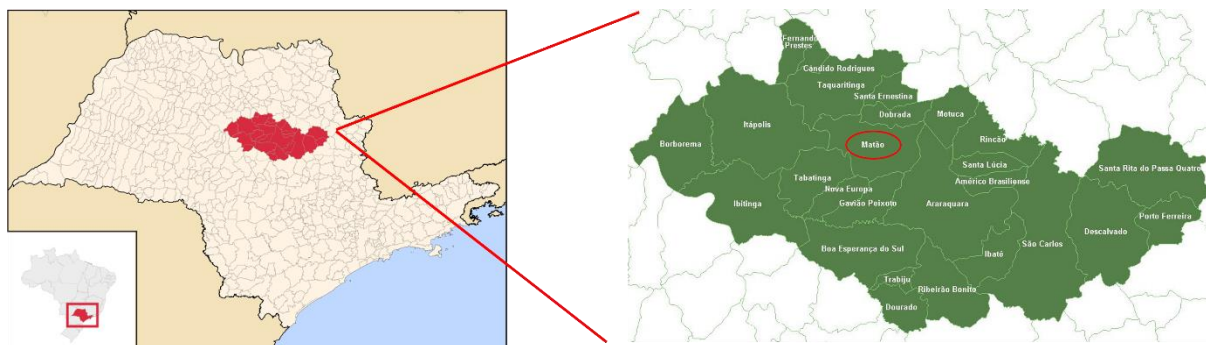 Fernando
Prestes
Cândido Rodrigues
Taquaritinga
Santa Ernestina
Dobrada
Motuca
Itápolis
Rincão
Borborema
Matão
Santa Lúcia
Santa Rita do Passa Quatro
Tabatinga
Américo Brasiliense
Nova Europa
Ibitinga
Gavião Peixoto
Araraquara
Porto Ferreira
Descalvado
Boa Esperança do Sul
São Carlos
Ibaté
Trabiju
Ribeirão Bonito
Dourado